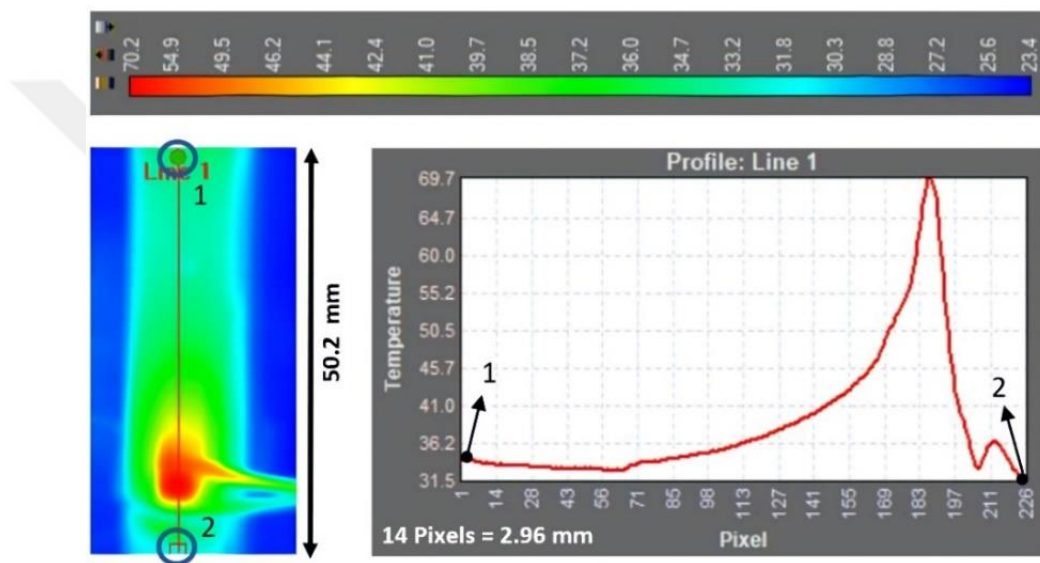 70.2 54.9 49.5 46.2 44.1 42.4 41.0 39.7 38.5 37.2 36.0 34.7 33.2 31.8 30.3 28.8 27.2 25.6 23.4
Line 1
1
2
E
50.2 mm
Profile: Line 1
Temperature
69.7
64.7
60.0
55.2
50.5
45.7
41.0
36.2
31.5
1
2
1 14 28 43 56 71 85 98 113 127 141 155 169 183 197 211 226
14 Pixels = 2.96 mm
Pixel